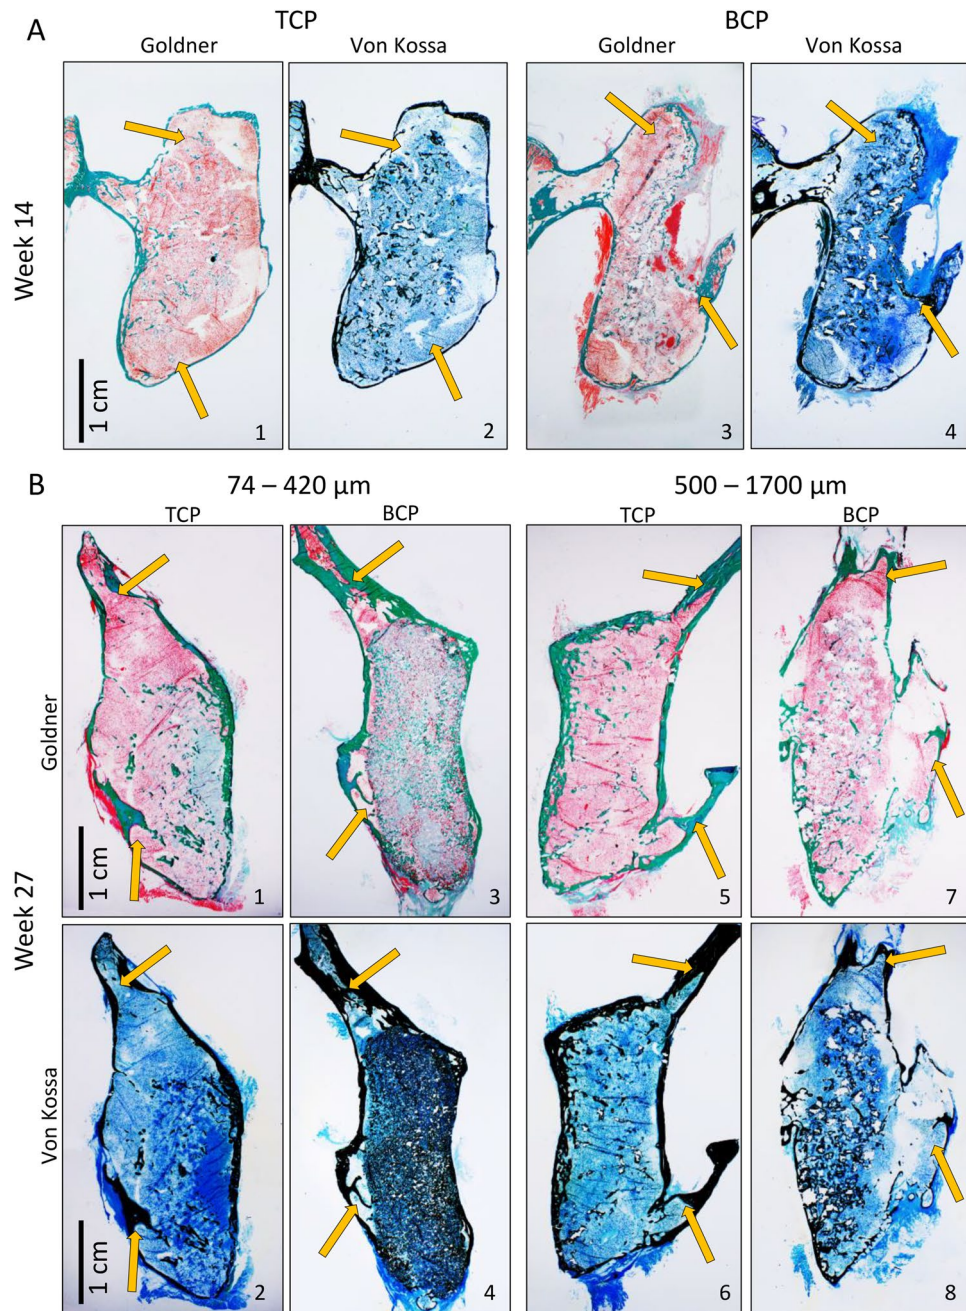 A
TCP
BCP
Goldner
Von Kossa
Goldner
Von Kossa
Week 14
1 cm
1
2
3
4
B
74 – 420 µm
500 – 1700 µm
TCP
BCP
TCP
BCP
Week 27
Goldner
1 cm
1
3
5
7
Von Kossa
1 cm
2
4
6
8